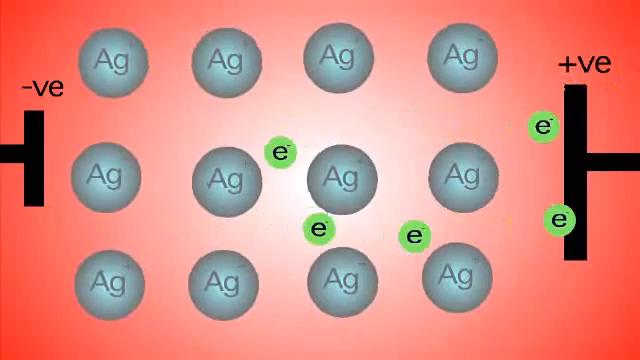 Ag⁺ Ag⁺ Ag⁺ Ag⁻
-ve +ve
e⁻
e⁻
Ag⁺ Ag⁺ Ag⁺ Ag⁺
e⁻
e⁻ e⁻
Ag⁺ Ag⁻ Ag⁻ Ag⁺